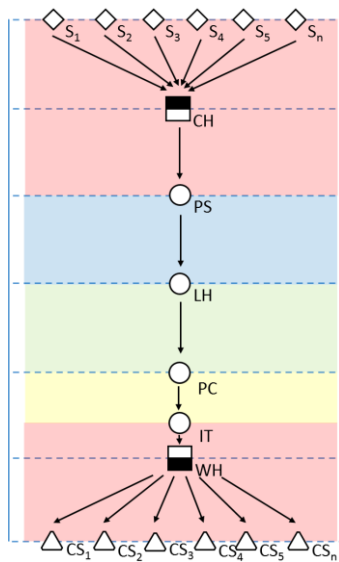 S1 S2 S3 S4 S5 Sn
CH
PS
LH
PC
IT
WH
CS1 CS2 CS3 CS4 CS5 CSn